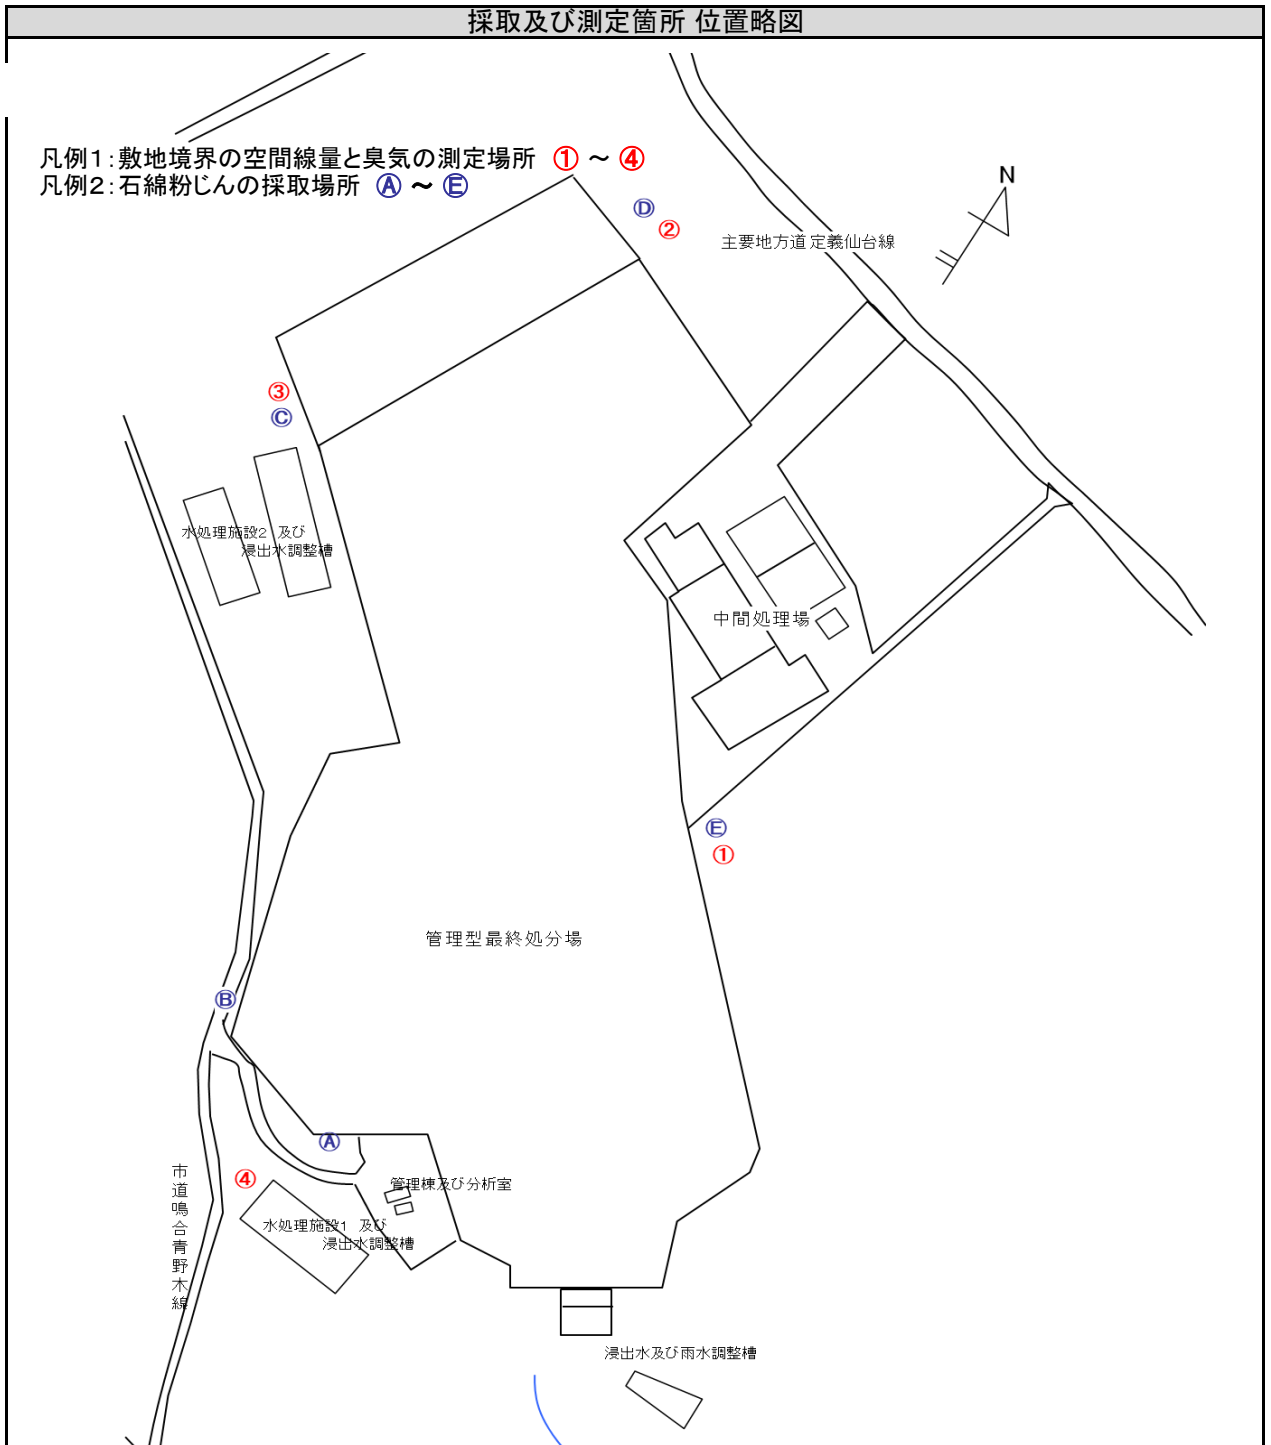 採取及び測定箇所 位置略図
凡例1:敷地境界の空間線量と臭気の測定場所 ① ～ ④
凡例2:石綿粉じんの採取場所 Ⓐ ～ Ⓔ
N
Ⓓ
②
主要地方道 定義仙台線
③
Ⓒ
水処理施設2 及び
浸出水調整槽
中間処理場
Ⓔ
①
管理型最終処分場
Ⓑ
Ⓐ
④
市道鳴合青野木線
管理棟及び分析室
水処理施設1 及び
浸出水調整槽
浸出水及び雨水調整槽